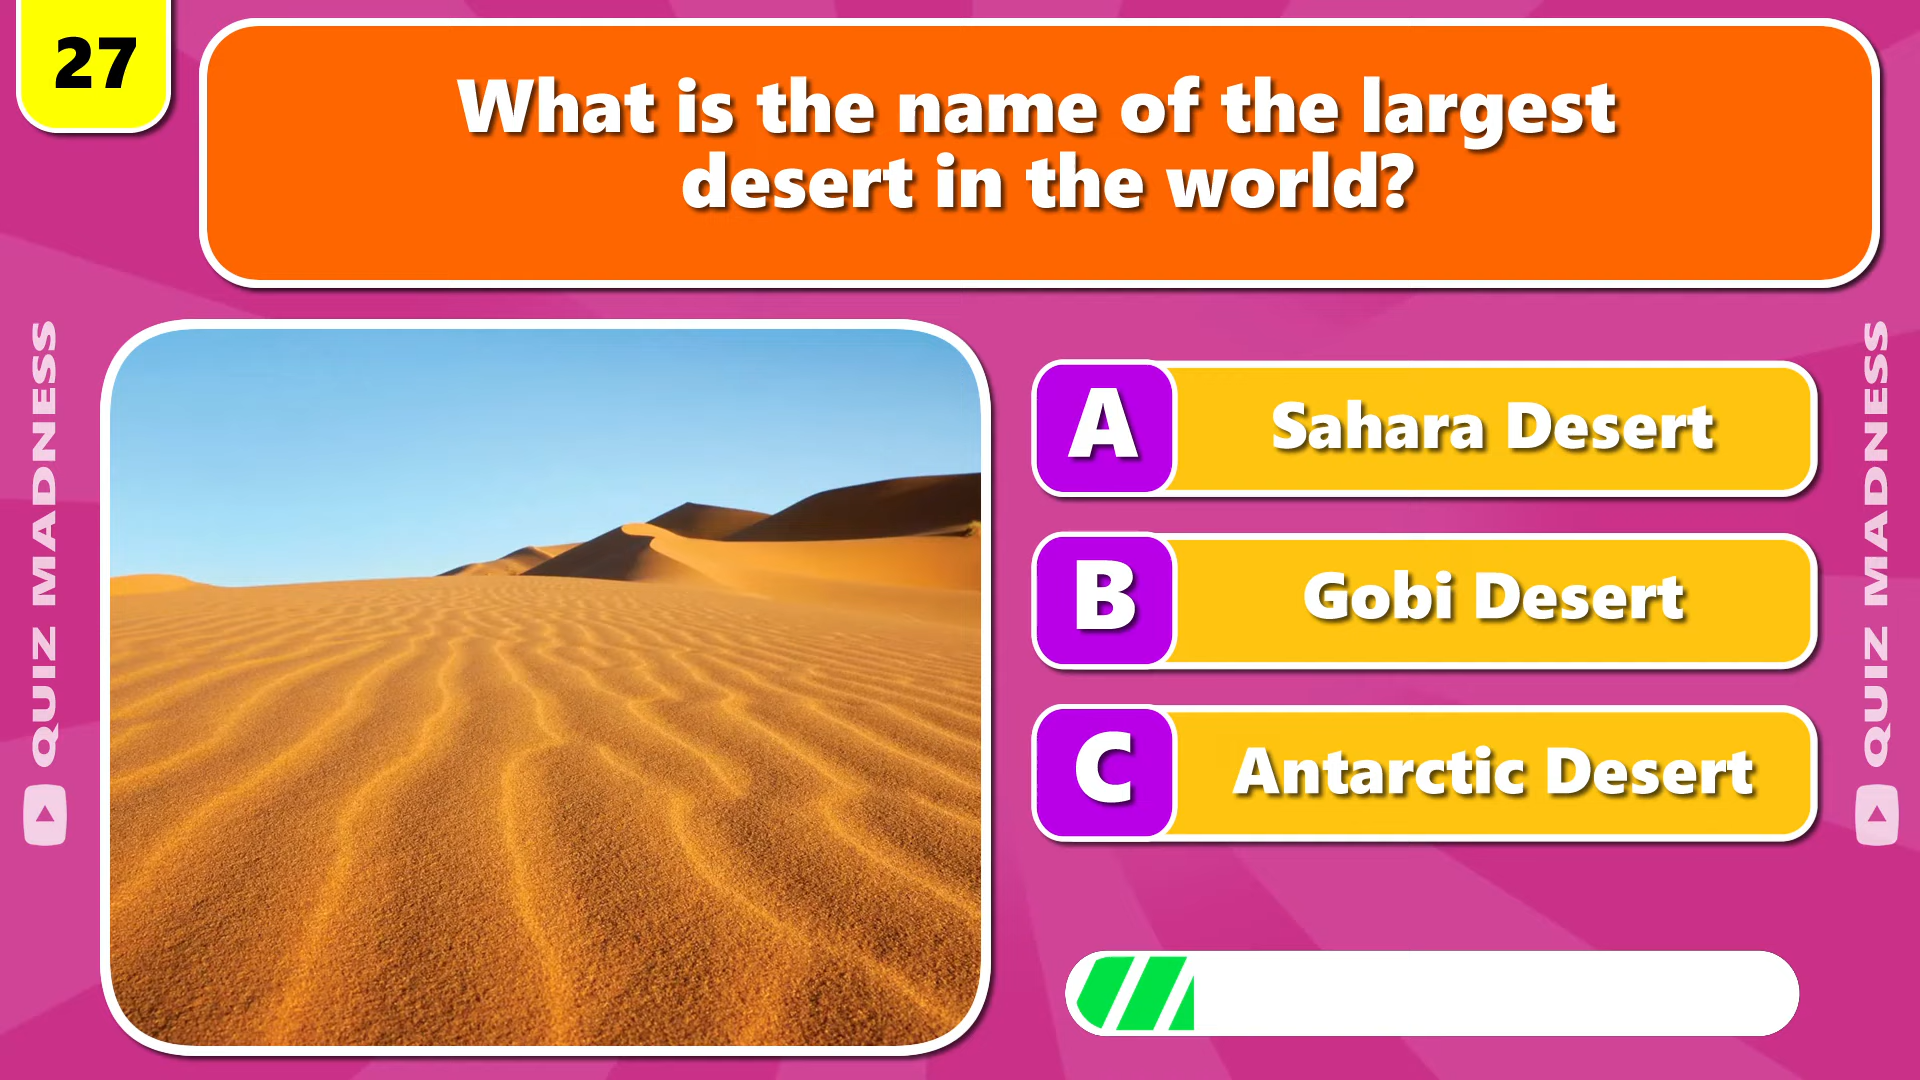 27
What is the name of the largest
desert in the world?
QUIZ MADNESS
A
Sahara Desert
B
Gobi Desert
C
Antarctic Desert
QUIZ MADNESS